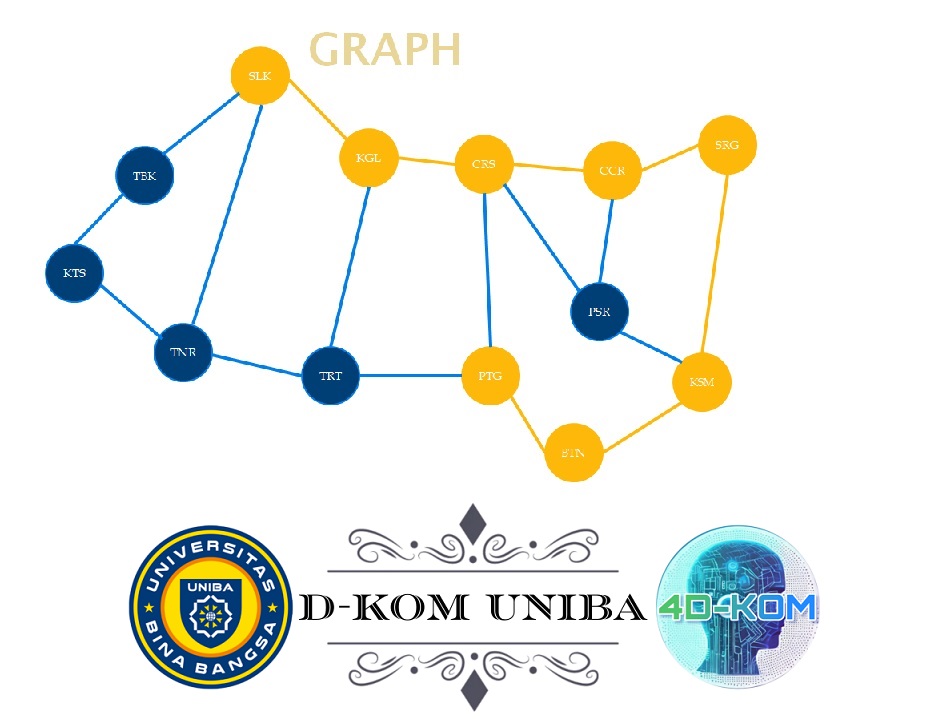 GRAPH
SLK
KGL
CRS
CCR
SRG
TBK
KTS
PSR
TNR
TRT
PTG
KSM
BTN
UNIVERSITAS
UNIBA
BINA BANGSA
D-KOM UNIBA
4D-KOM